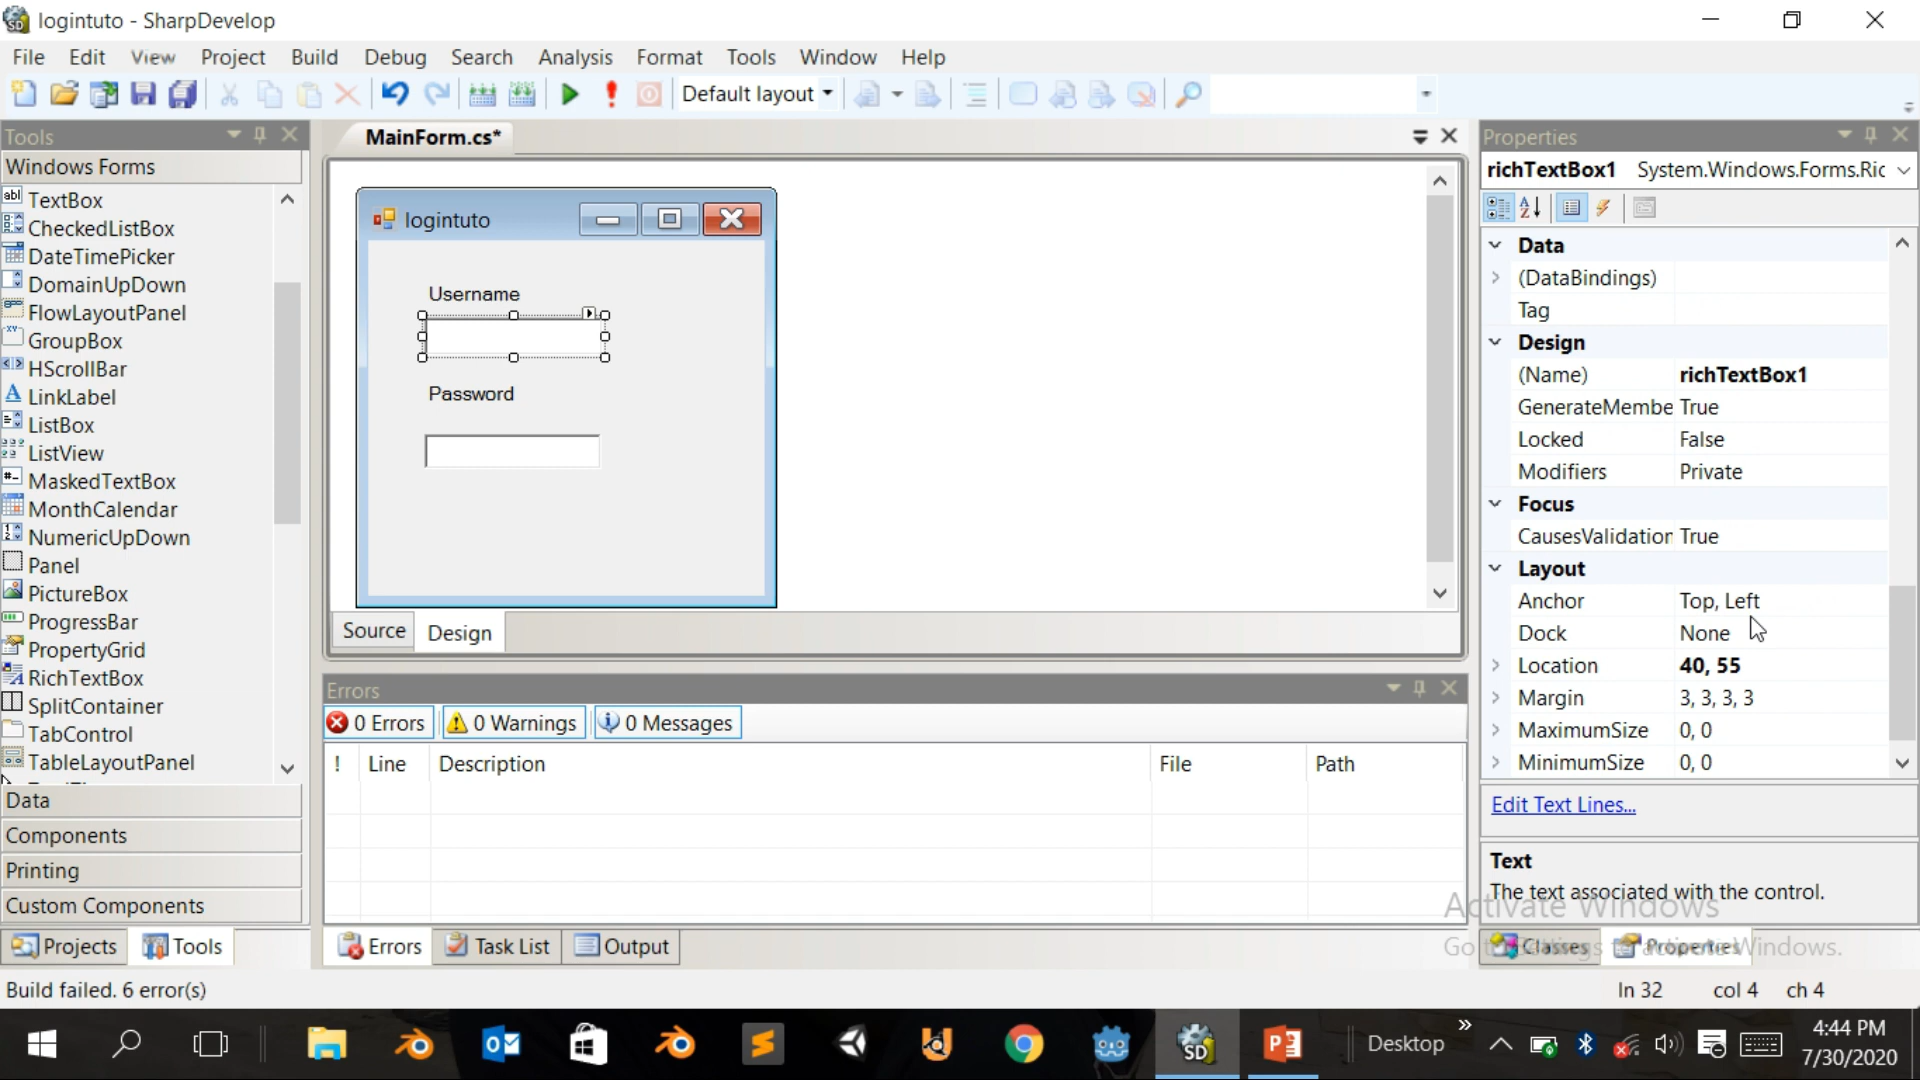 logintuto - SharpDevelop
File Edit View Project Build Debug Search Analysis Format Tools Window Help
Default layout
Tools
Windows Forms
TextBox
CheckedListBox
DateTimePicker
DomainUpDown
FlowLayoutPanel
GroupBox
HScrollBar
LinkLabel
ListBox
ListView
MaskedTextBox
MonthCalendar
NumericUpDown
Panel
PictureBox
ProgressBar
PropertyGrid
RichTextBox
SplitContainer
TabControl
TableLayoutPanel
Data
Components
Printing
Custom Components
Projects Tools
MainForm.cs*
logintuto
Username
Password
Source Design
Errors
0 Errors 0 Warnings 0 Messages
! Line Description File Path
Errors Task List Output
Properties
richTextBox1 System.Windows.Forms.Ric
Data
(DataBindings)
Tag
Design
(Name) richTextBox1
GenerateMembe True
Locked False
Modifiers Private
Focus
CausesValidation True
Layout
Anchor Top, Left
Dock None
Location 40, 55
Margin 3, 3, 3, 3
MaximumSize 0, 0
MinimumSize 0, 0
Edit Text Lines...
Text
The text associated with the control.
Activate Windows
Go to Settings to activate Windows.
Classes Properties
Build failed. 6 error(s) ln 32 col 4 ch 4
Desktop
4:44 PM
7/30/2020